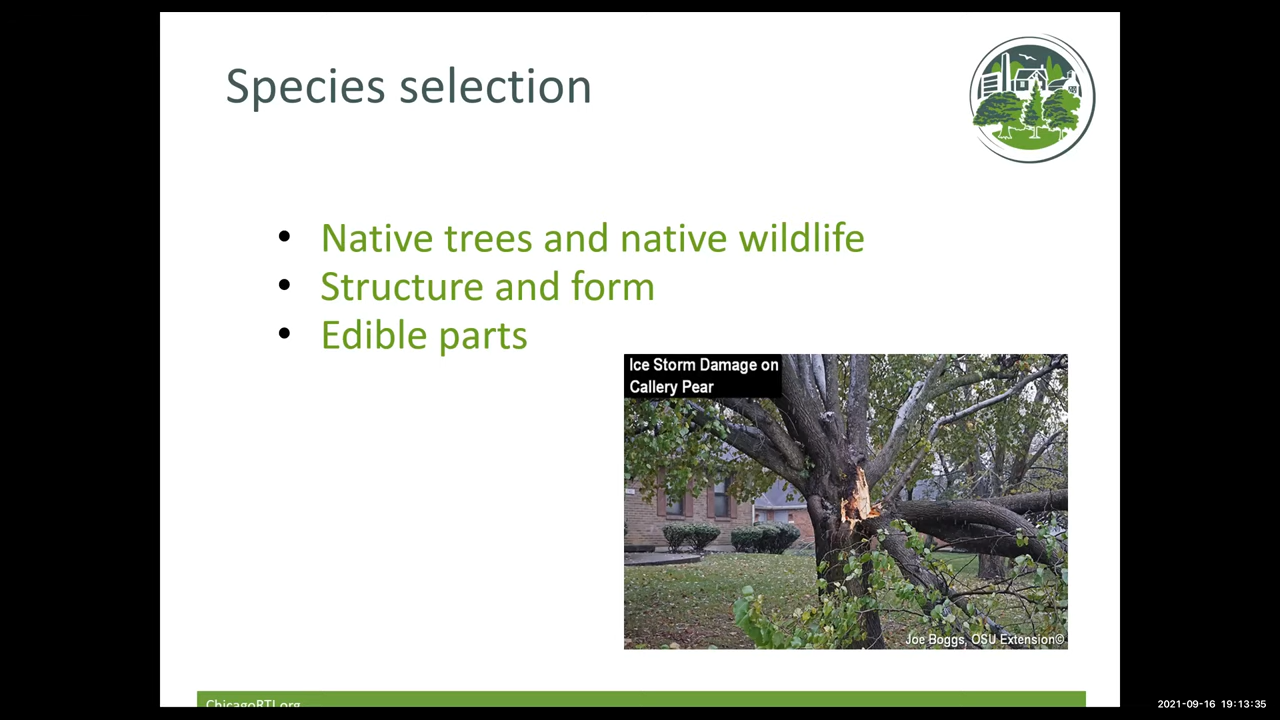 Species selection
• Native trees and native wildlife
• Structure and form
• Edible parts
Ice Storm Damage on
Callery Pear
Joe Boggs, OSU Extension©
ChicagoRTI.org
2021-09-16 19:13:35